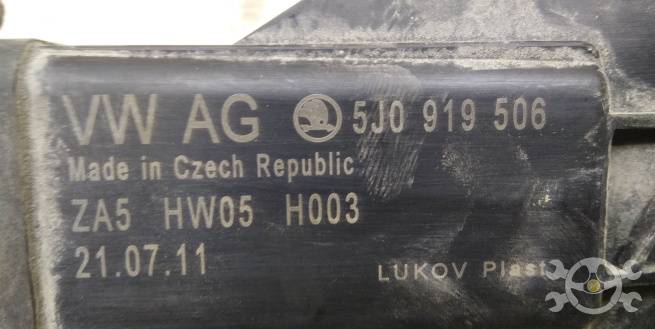 VW AG 5J0 919 506
Made in Czech Republic
ZA5 HW05 H003
21.07.11
LUKOV Plast